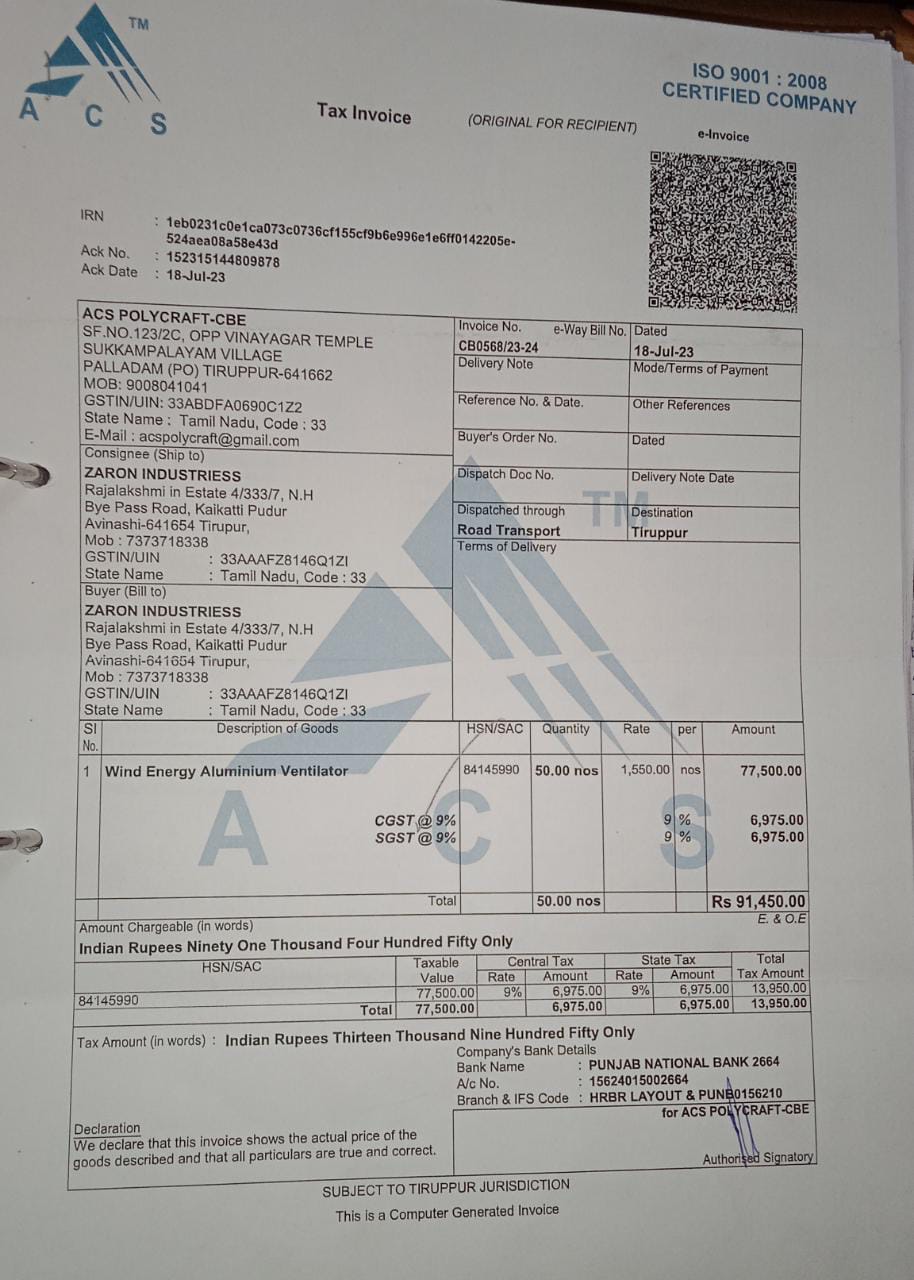 TM
A C S
ISO 9001 : 2008
CERTIFIED COMPANY
Tax Invoice (ORIGINAL FOR RECIPIENT)
e-Invoice
IRN : 1eb0231c0e1ca073c0736cf155cf9b6e996e1e6ff0142205e-
524aea08a58e43d
Ack No. : 152315144809878
Ack Date : 18-Jul-23
ACS POLYCRAFT-CBE
SF.NO.123/2C, OPP VINAYAGAR TEMPLE
SUKKAMPALAYAM VILLAGE
PALLADAM (PO) TIRUPPUR-641662
MOB: 9008041041
GSTIN/UIN: 33ABDFA0690C1Z2
State Name : Tamil Nadu, Code : 33
E-Mail : acspolycraft@gmail.com
Invoice No. e-Way Bill No. Dated
CB0568/23-24 18-Jul-23
Delivery Note Mode/Terms of Payment
Reference No. & Date. Other References
Buyer's Order No. Dated
Dispatch Doc No. Delivery Note Date
Dispatched through Destination
Road Transport Tiruppur
Terms of Delivery
Consignee (Ship to)
ZARON INDUSTRIESS
Rajalakshmi in Estate 4/333/7, N.H
Bye Pass Road, Kaikatti Pudur
Avinashi-641654 Tirupur,
Mob : 7373718338
GSTIN/UIN : 33AAAFZ8146Q1ZI
State Name : Tamil Nadu, Code : 33
Buyer (Bill to)
ZARON INDUSTRIESS
Rajalakshmi in Estate 4/333/7, N.H
Bye Pass Road, Kaikatti Pudur
Avinashi-641654 Tirupur,
Mob : 7373718338
GSTIN/UIN : 33AAAFZ8146Q1ZI
State Name : Tamil Nadu, Code : 33
TM
A C S
Sl No. Description of Goods HSN/SAC Quantity Rate per Amount
1 Wind Energy Aluminium Ventilator 84145990 50.00 nos 1,550.00 nos 77,500.00
CGST @ 9% 9 % 6,975.00
SGST @ 9% 9 % 6,975.00
Total 50.00 nos Rs 91,450.00
Amount Chargeable (in words) E. & O.E
Indian Rupees Ninety One Thousand Four Hundred Fifty Only
HSN/SAC Taxable Value Central Tax State Tax Total Tax Amount
Rate Amount Rate Amount
84145990 77,500.00 9% 6,975.00 9% 6,975.00 13,950.00
Total 77,500.00 6,975.00 6,975.00 13,950.00
Tax Amount (in words) : Indian Rupees Thirteen Thousand Nine Hundred Fifty Only
Company's Bank Details
Bank Name : PUNJAB NATIONAL BANK 2664
A/c No. : 15624015002664
Branch & IFS Code : HRBR LAYOUT & PUNB0156210
for ACS POLYCRAFT-CBE
Declaration
We declare that this invoice shows the actual price of the
goods described and that all particulars are true and correct.
Authorised Signatory
SUBJECT TO TIRUPPUR JURISDICTION
This is a Computer Generated Invoice